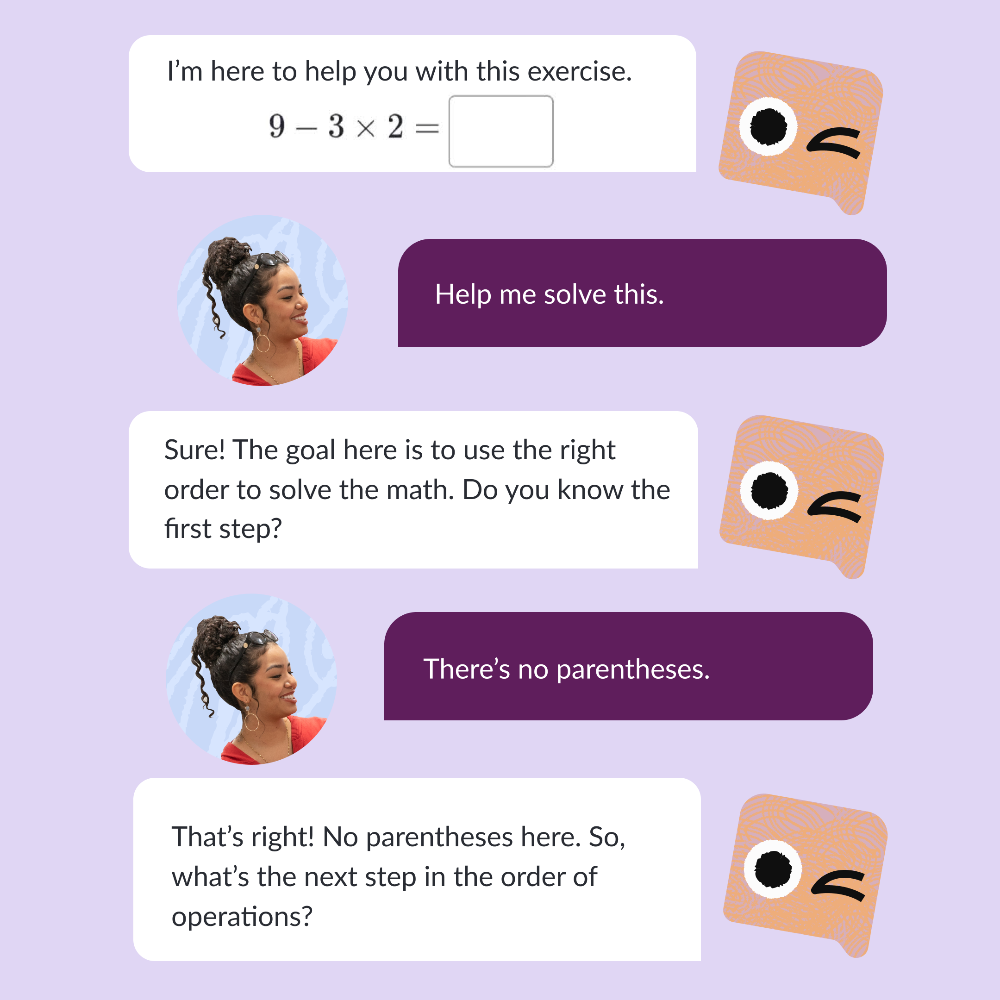 I’m here to help you with this exercise.
9 − 3 × 2 =
Help me solve this.
Sure! The goal here is to use the right
order to solve the math. Do you know the
first step?
There’s no parentheses.
That’s right! No parentheses here. So,
what’s the next step in the order of
operations?